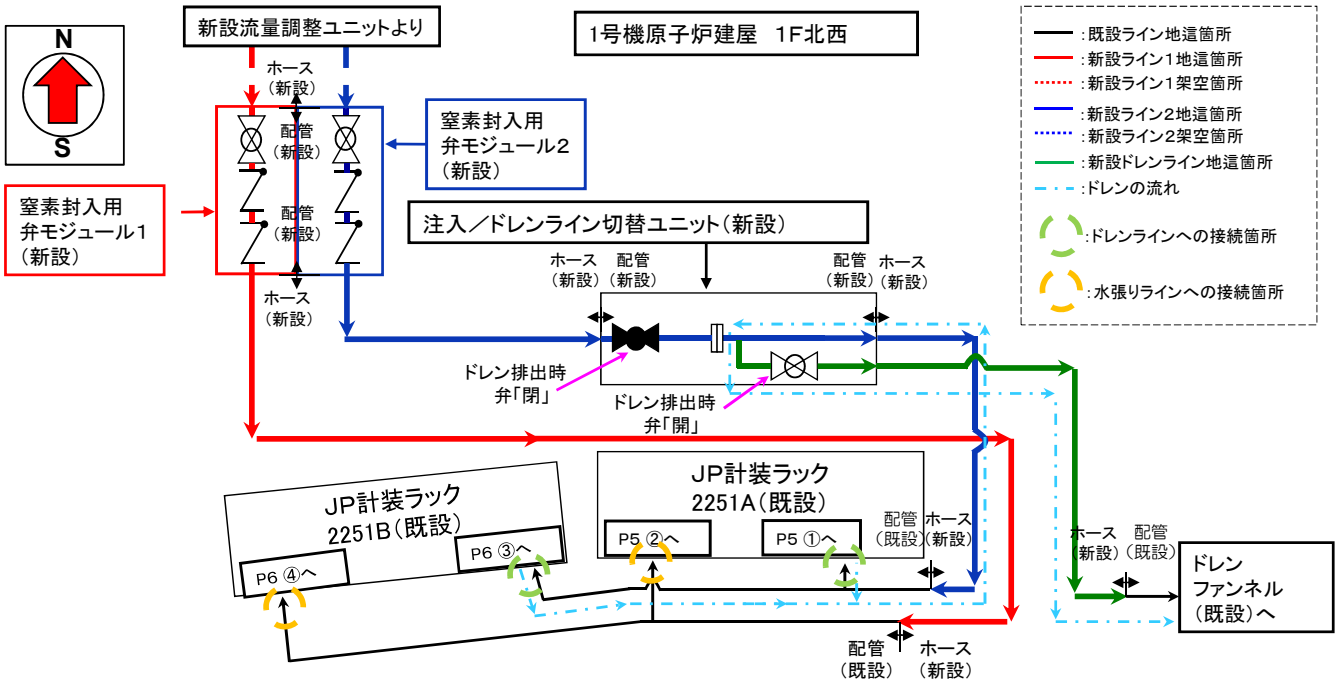 新設流量調整ユニットより
1号機原子炉建屋 1F北西
N
S
ホース
(新設)
配管
(新設)
配管
(新設)
ホース
(新設)
窒素封入用
弁モジュール1
(新設)
窒素封入用
弁モジュール2
(新設)
注入／ドレンライン切替ユニット(新設)
ホース
(新設)
配管
(新設)
配管
(新設)
ホース
(新設)
ドレン排出時
弁「閉」
ドレン排出時
弁「開」
JP計装ラック
2251B(既設)
P6 ③へ
P6 ④へ
JP計装ラック
2251A(既設)
P5 ②へ
P5 ①へ
配管
(既設)
ホース
(新設)
配管
(既設)
ホース
(新設)
ホース
(新設)
配管
(既設)
ドレン
ファンネル
(既設)へ
:既設ライン地這箇所
:新設ライン1地這箇所
:新設ライン1架空箇所
:新設ライン2地這箇所
:新設ライン2架空箇所
:新設ドレンライン地這箇所
:ドレンの流れ
:ドレンラインへの接続箇所
:水張りラインへの接続箇所